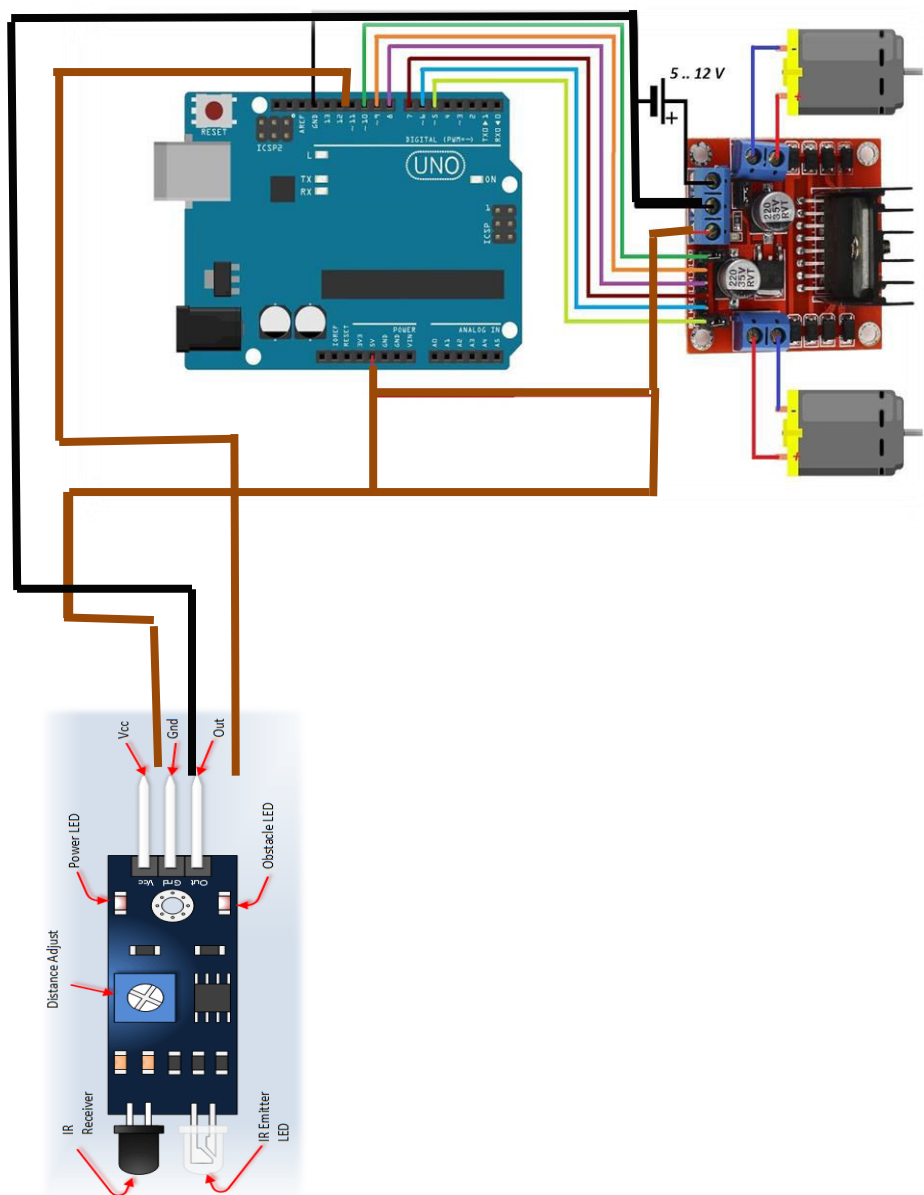 5 .. 12 V
RESET
ICSP2
AREF
GND
13
12
~11
~10
~9
8
7
~6
~5
4
~3
2
TXD▶1
RXD◀0
DIGITAL (PWM=~)
L
TX
RX
UNO
ON
1
ICSP
IOREF
RESET
3V3
5V
GND
GND
VIN
POWER
ANALOG IN
A0
A1
A2
A3
A4
A5
220
35V
RVT
220
35V
RVT
-
+
-
+
+
Vcc
Gnd
Out
Power LED
Obstacle LED
Vcc
Gnd
Out
Distance Adjust
IR
Receiver
IR Emitter
LED